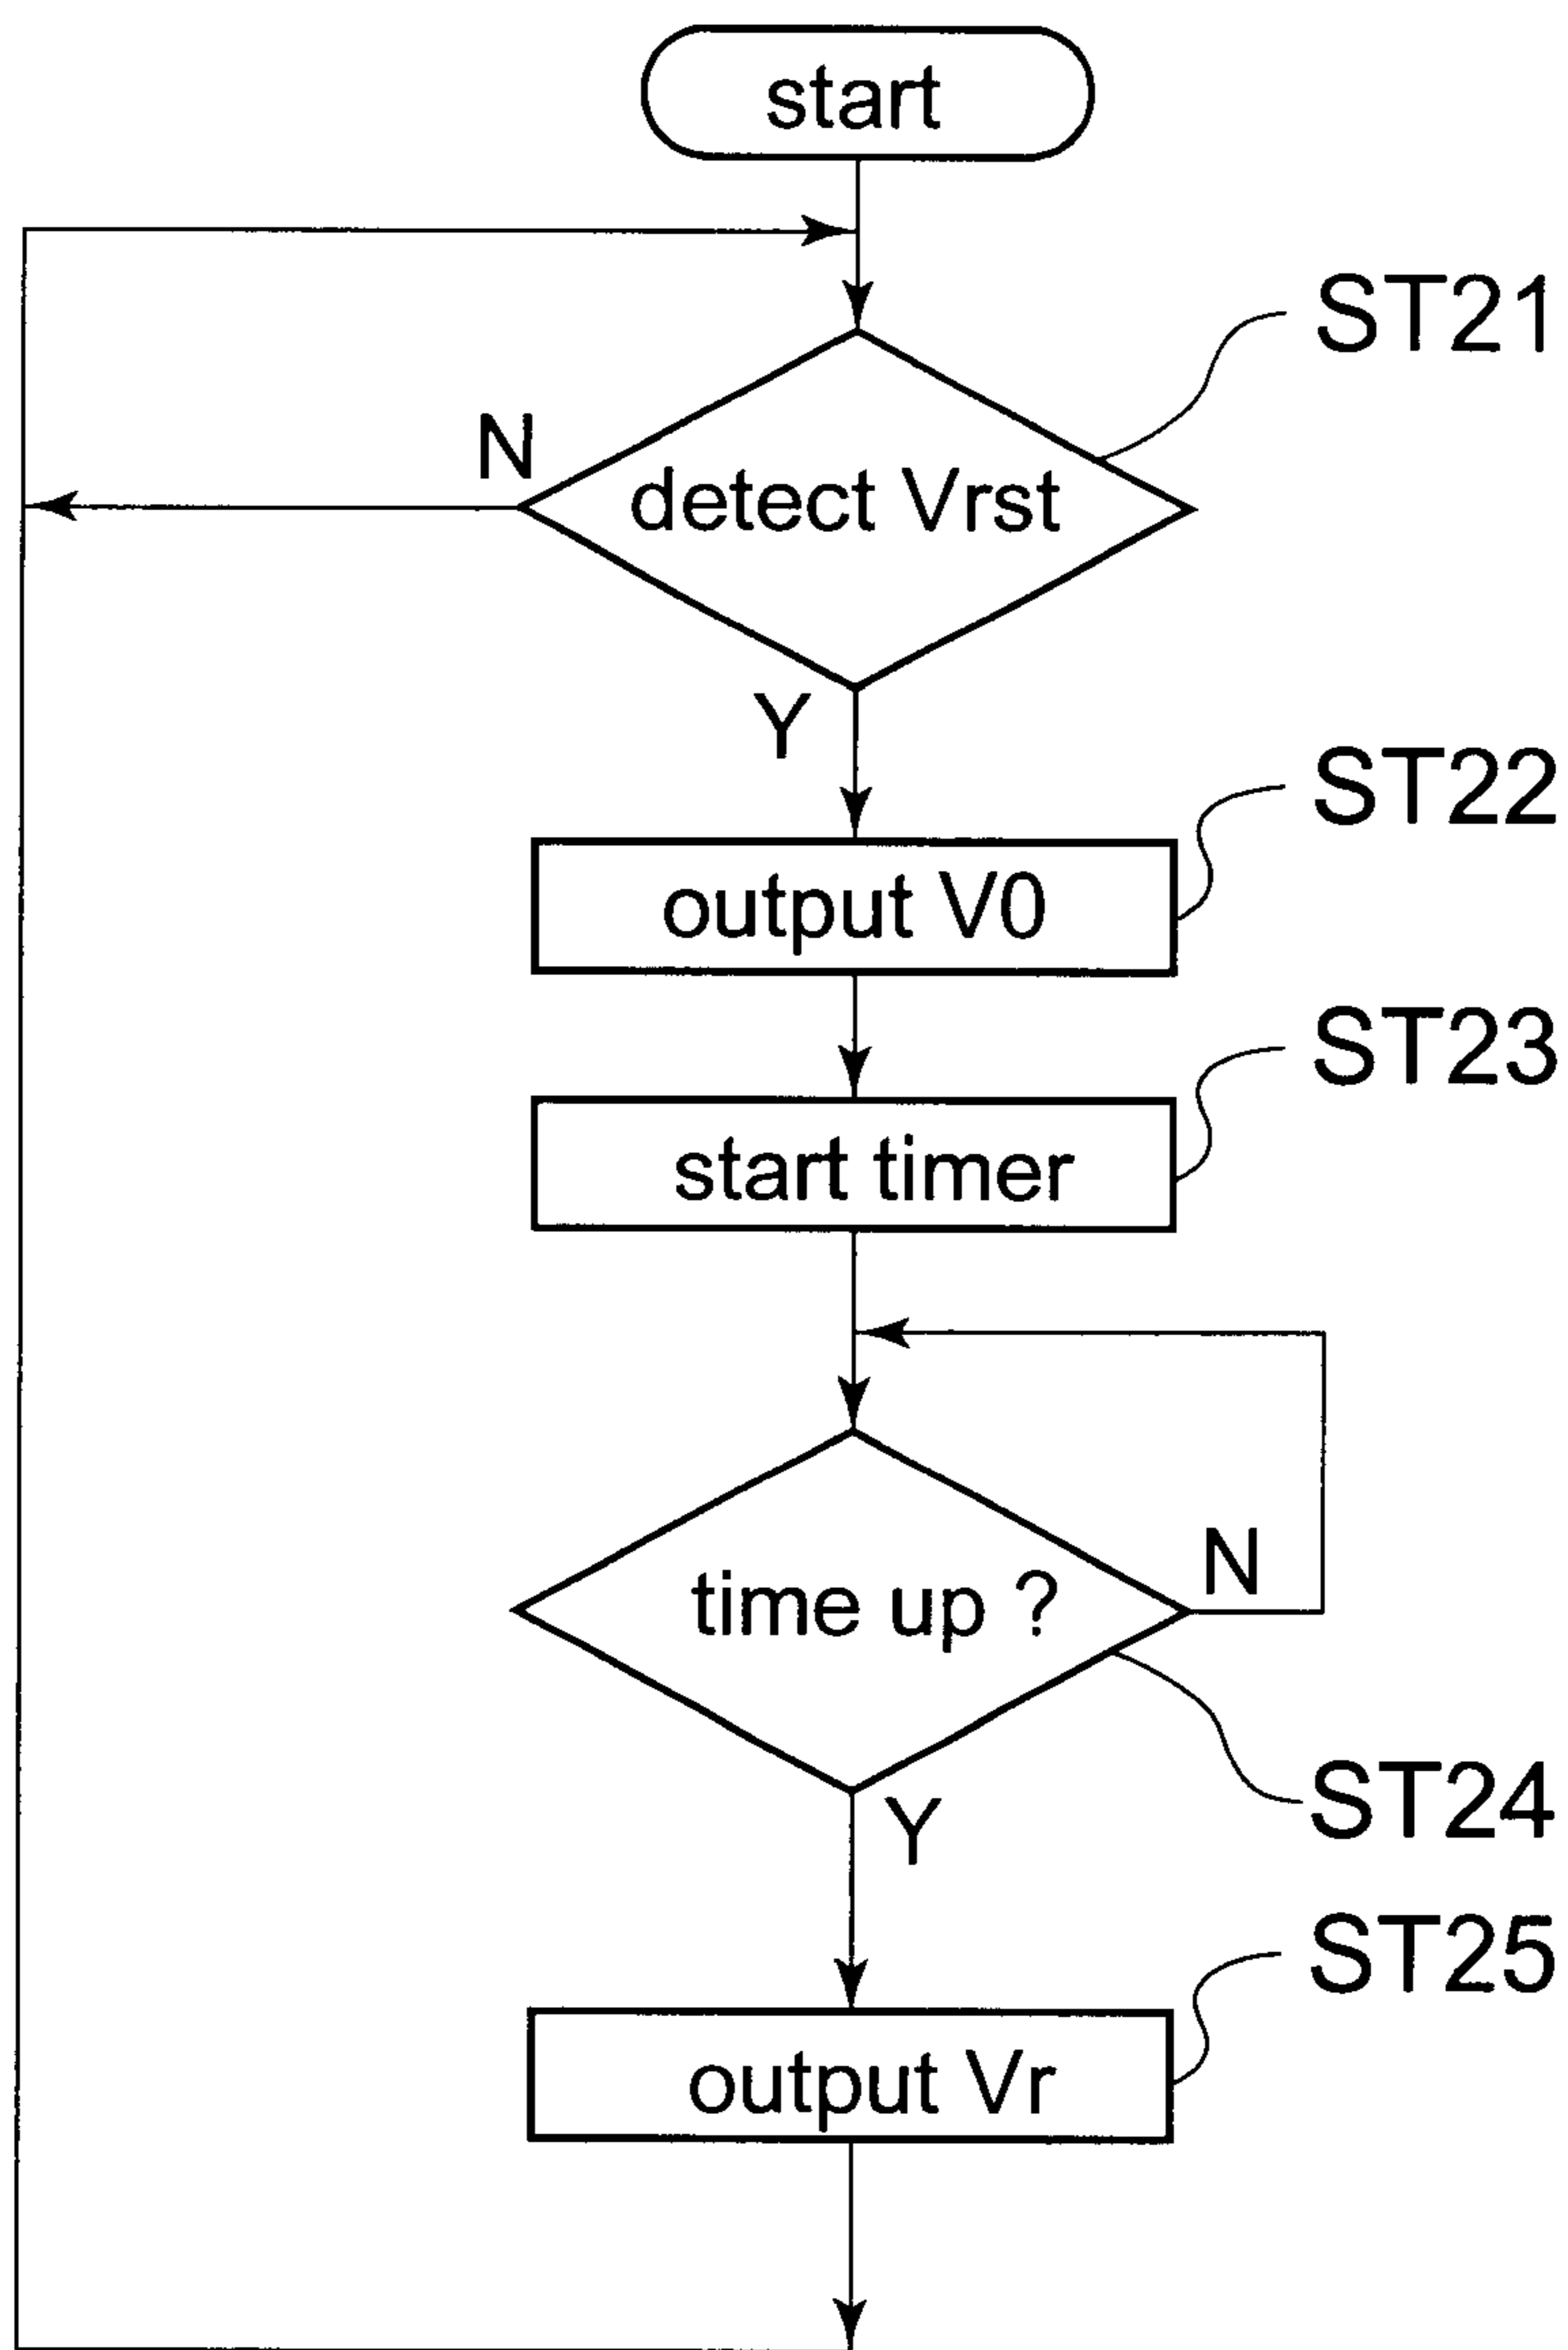 start
ST21
N
detect Vrst
Y
ST22
output V0
ST23
start timer
N
time up ?
ST24
Y
ST25
output Vr